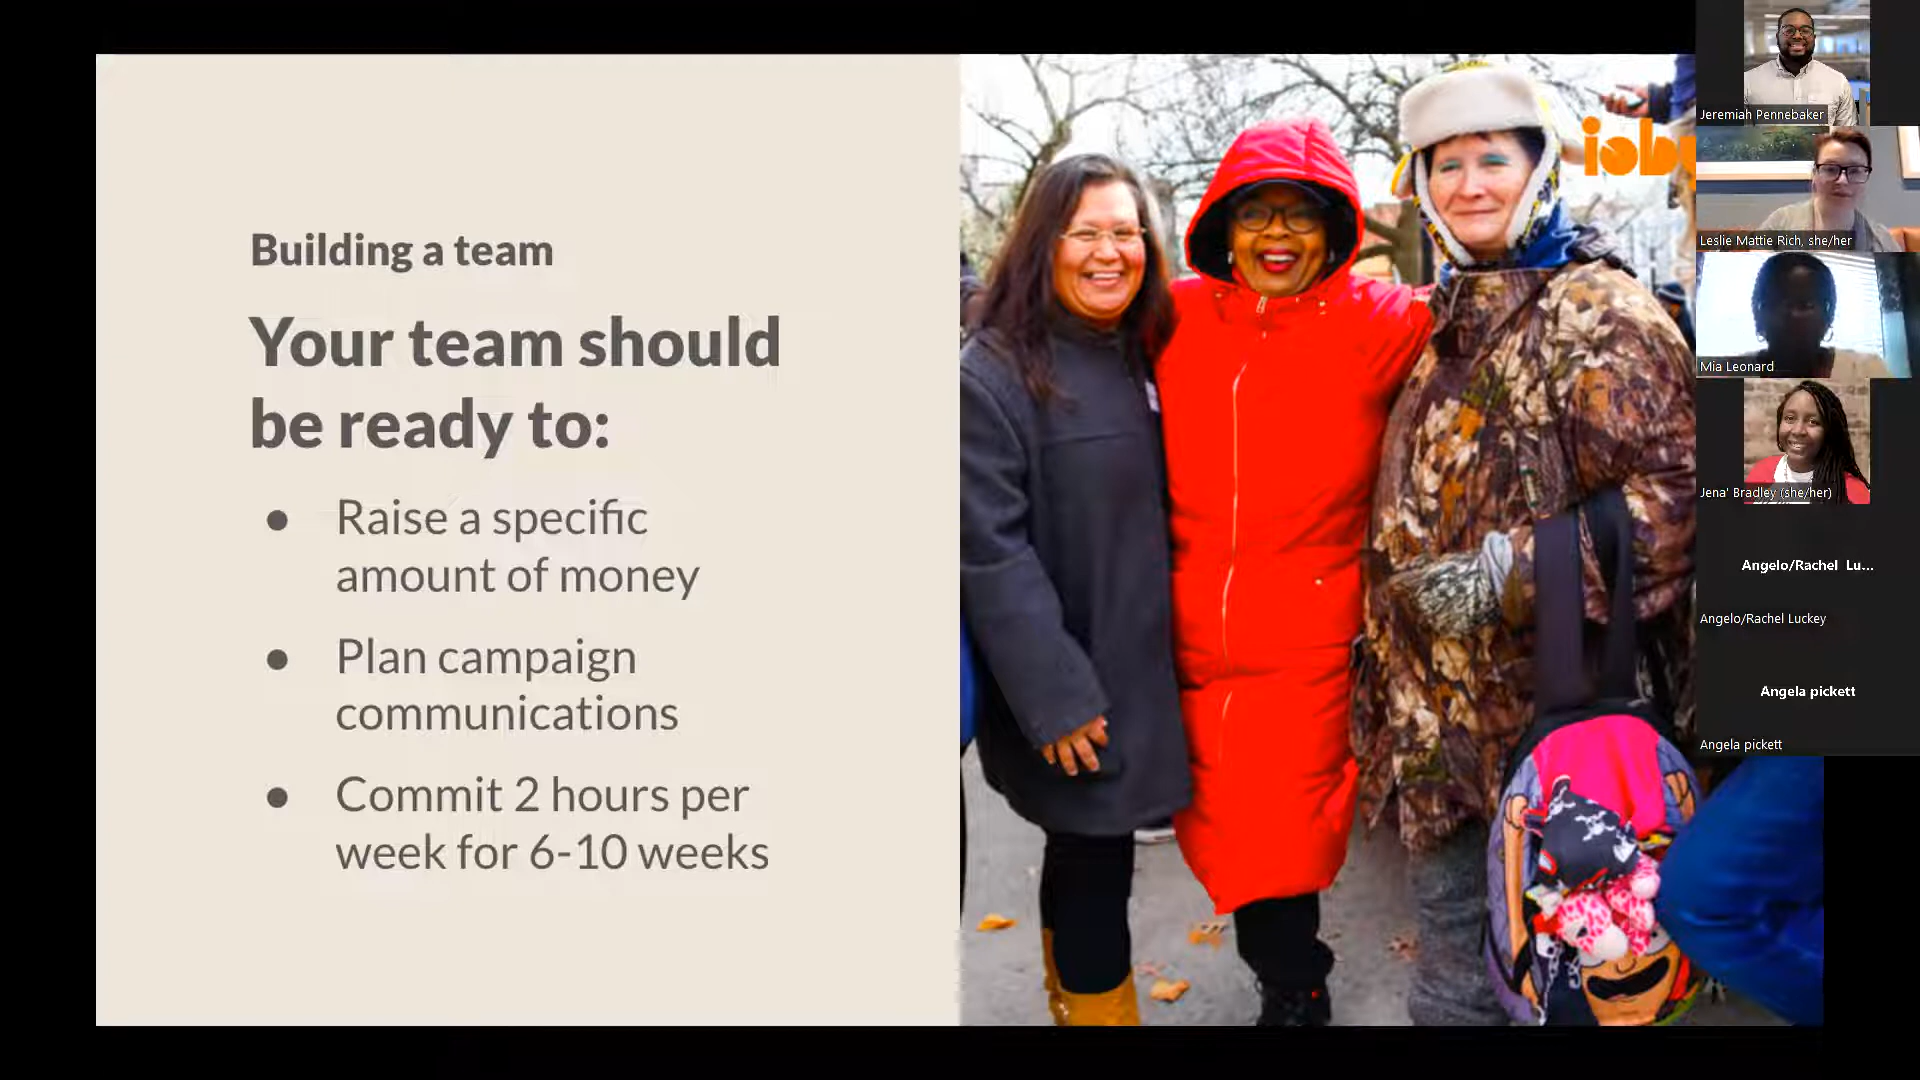 Building a team
Your team should
be ready to:
● Raise a specific
amount of money
● Plan campaign
communications
● Commit 2 hours per
week for 6-10 weeks
ioby
Jeremiah Pennebaker
Leslie Mattie Rich, she/her
Mia Leonard
Jena' Bradley (she/her)
Angelo/Rachel Lu...
Angelo/Rachel Luckey
Angela pickett
Angela pickett